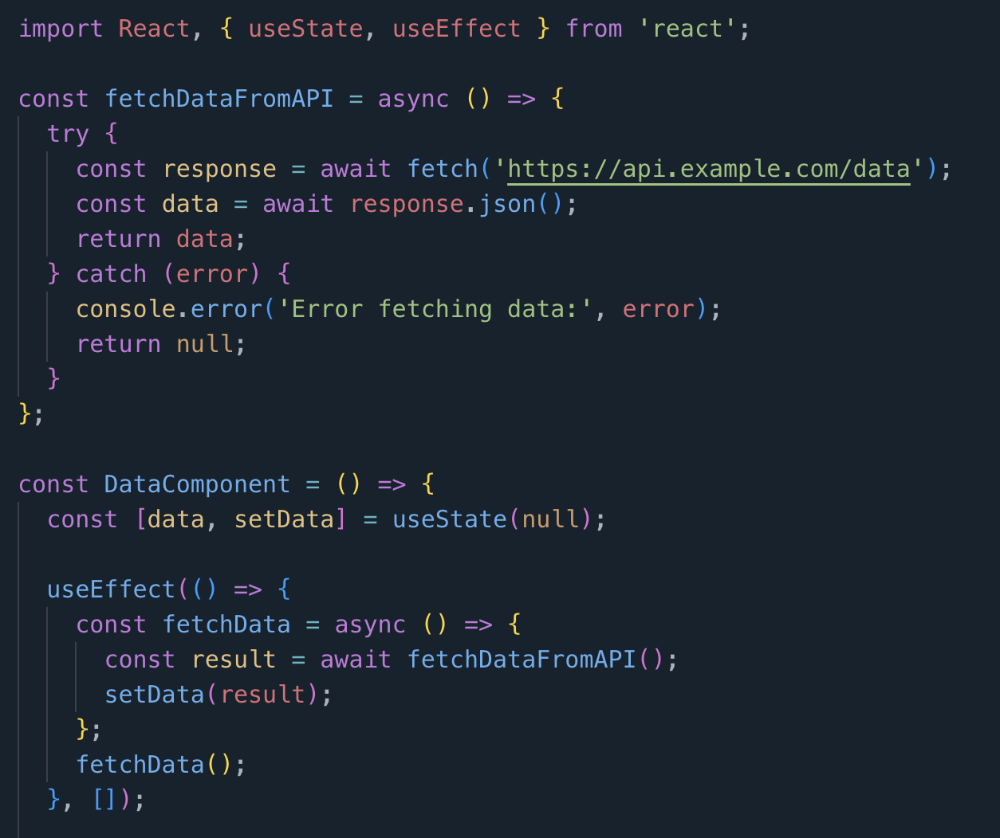 import React, { useState, useEffect } from 'react';

const fetchDataFromAPI = async () => {
  try {
    const response = await fetch('https://api.example.com/data');
    const data = await response.json();
    return data;
  } catch (error) {
    console.error('Error fetching data:', error);
    return null;
  }
};

const DataComponent = () => {
  const [data, setData] = useState(null);

  useEffect(() => {
    const fetchData = async () => {
      const result = await fetchDataFromAPI();
      setData(result);
    };
    fetchData();
  }, []);